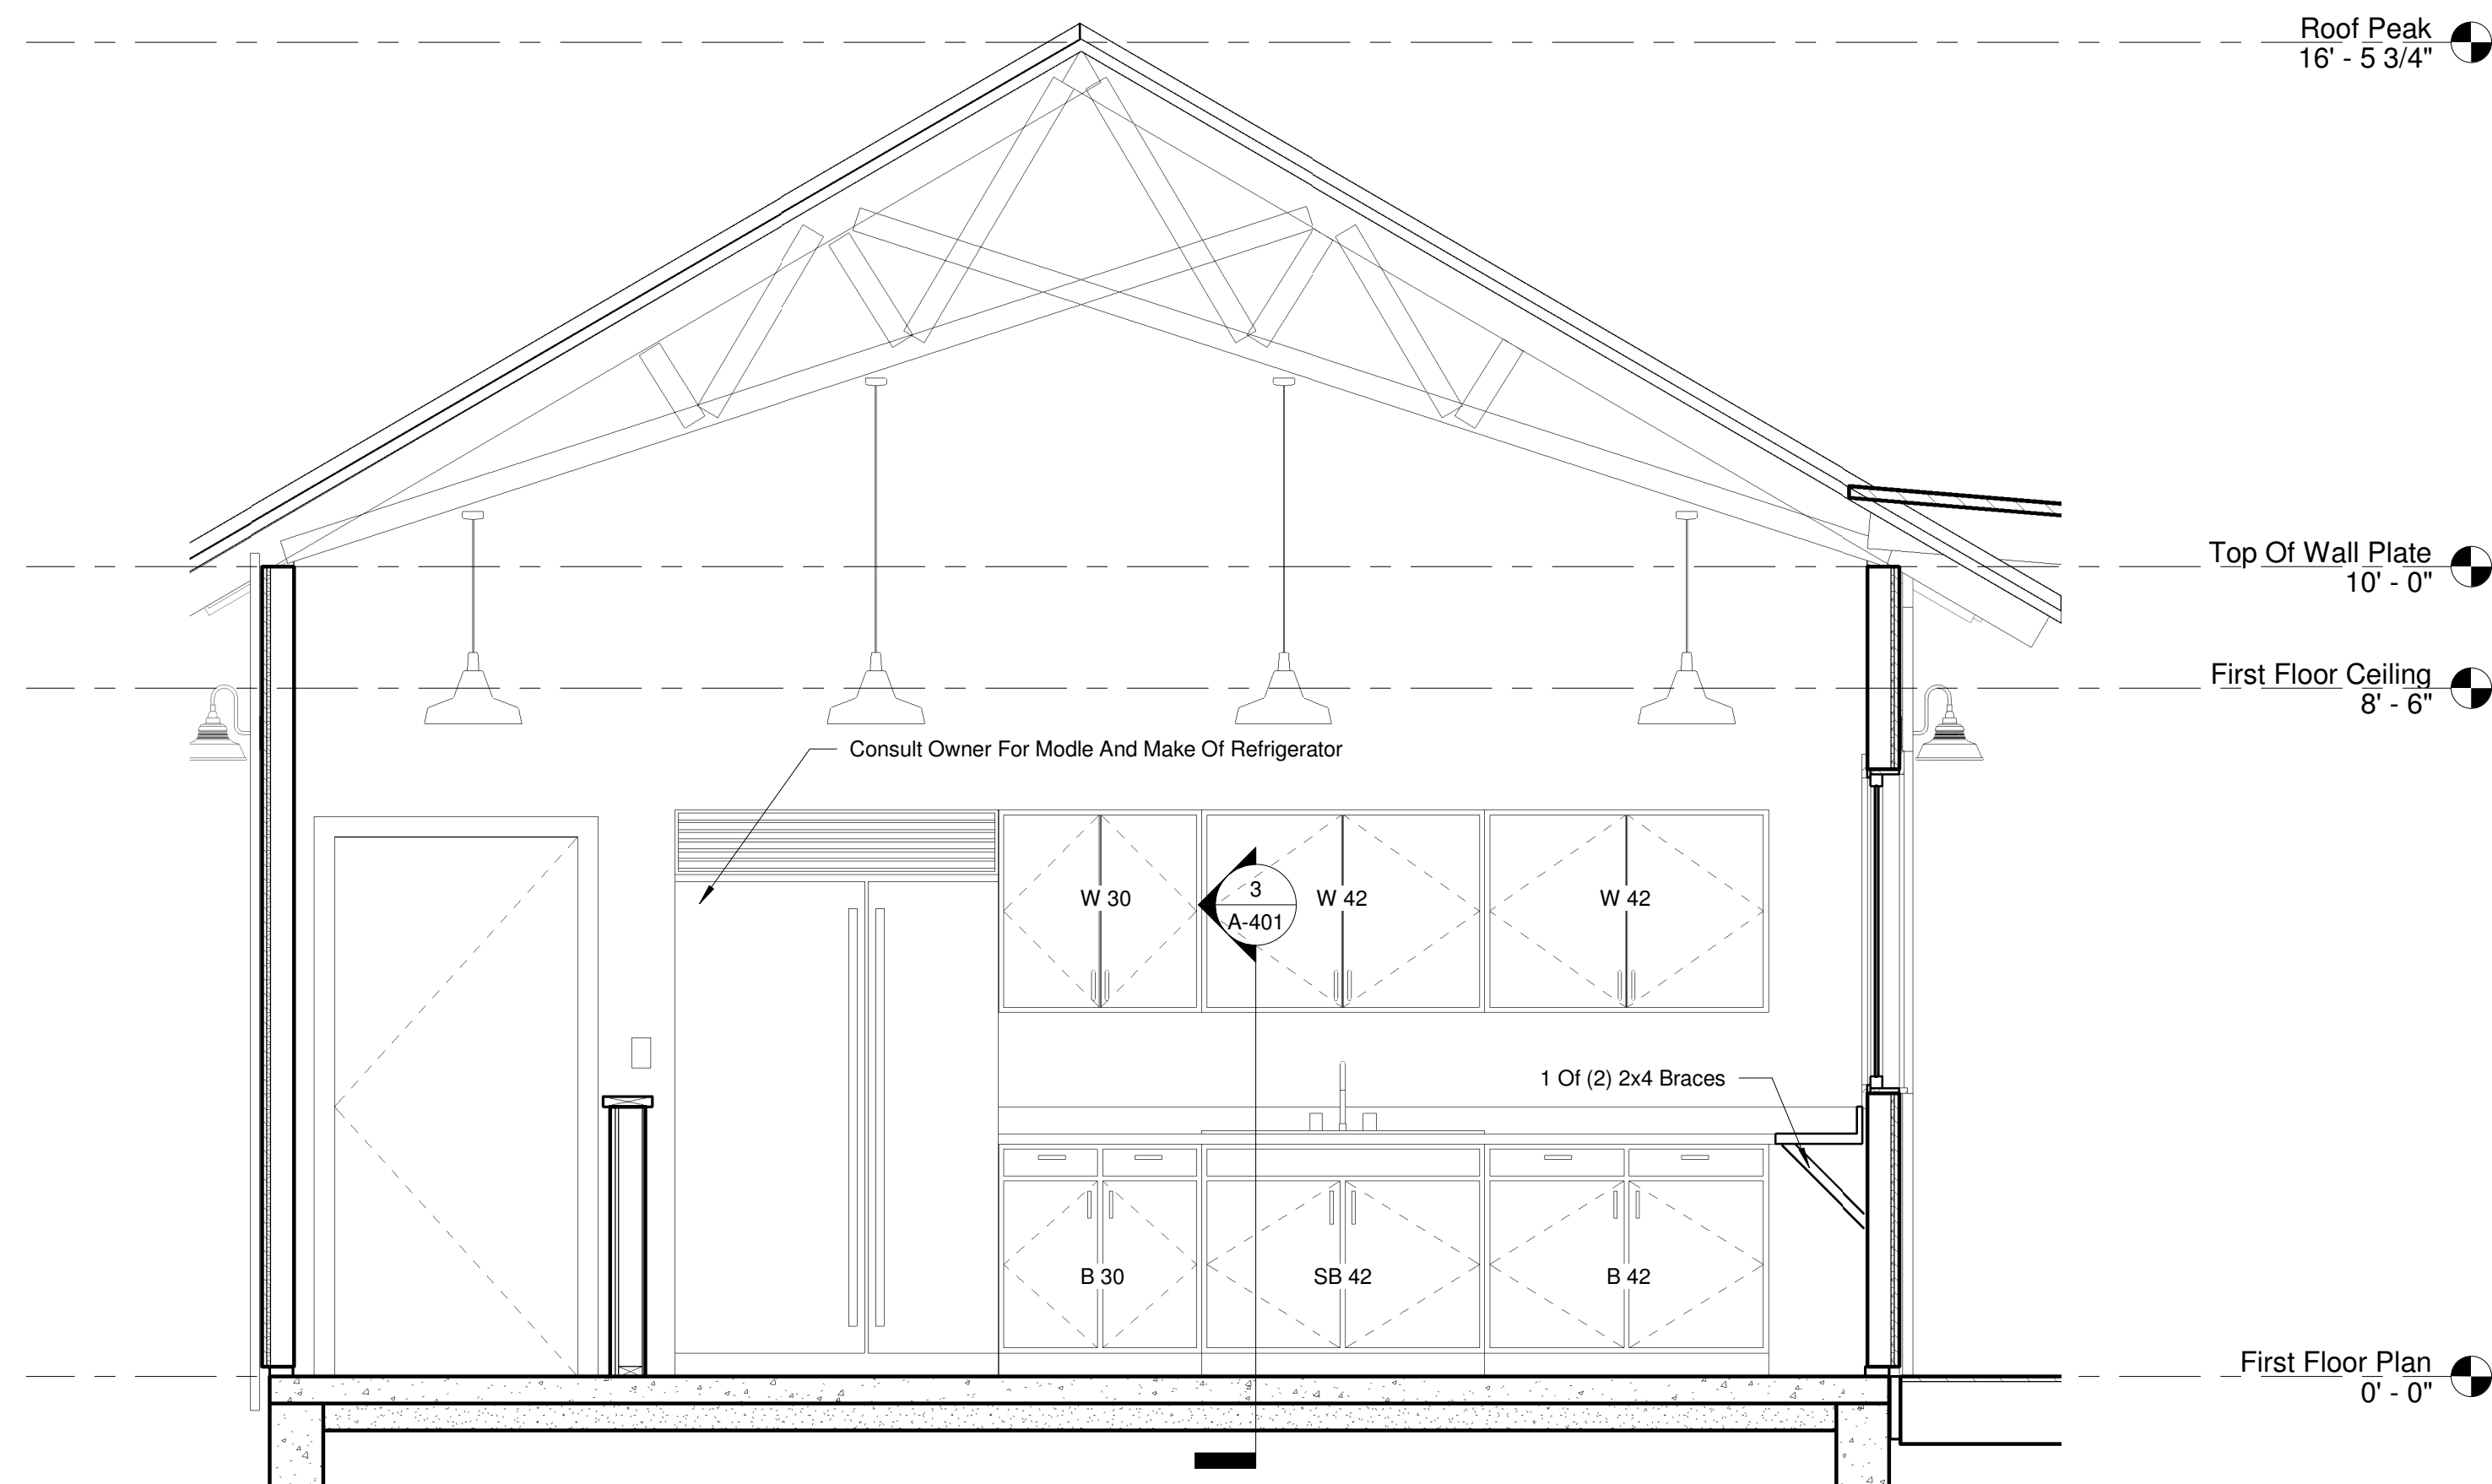 Roof Peak
16' - 5 3/4"
Top Of Wall Plate
10' - 0"
First Floor Ceiling
8' - 6"
Consult Owner For Modle And Make Of Refrigerator
W 30
3
A-401
W 42
W 42
1 Of (2) 2x4 Braces
B 30
SB 42
B 42
First Floor Plan
0' - 0"